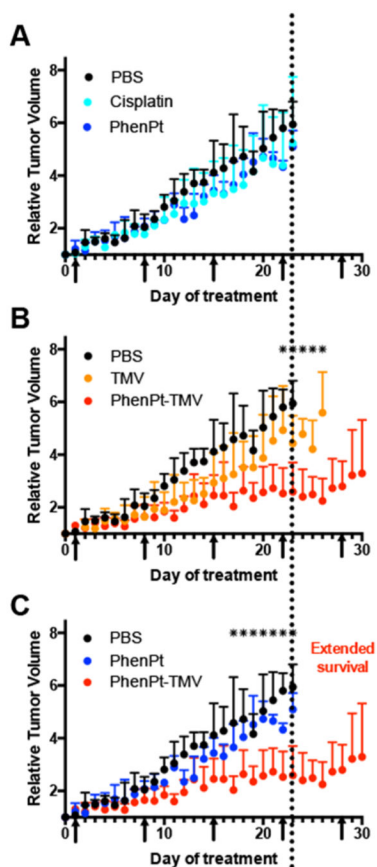 A
Relative Tumor Volume
8
6
4
2
PBS
Cisplatin
PhenPt
0
10
20
30
Day of treatment
B
Relative Tumor Volume
8
6
4
2
*****
PBS
TMV
PhenPt-TMV
0
10
20
30
Day of treatment
C
Relative Tumor Volume
8
6
4
2
*******
PBS
PhenPt
PhenPt-TMV
Extended
survival
0
10
20
30
Day of treatment